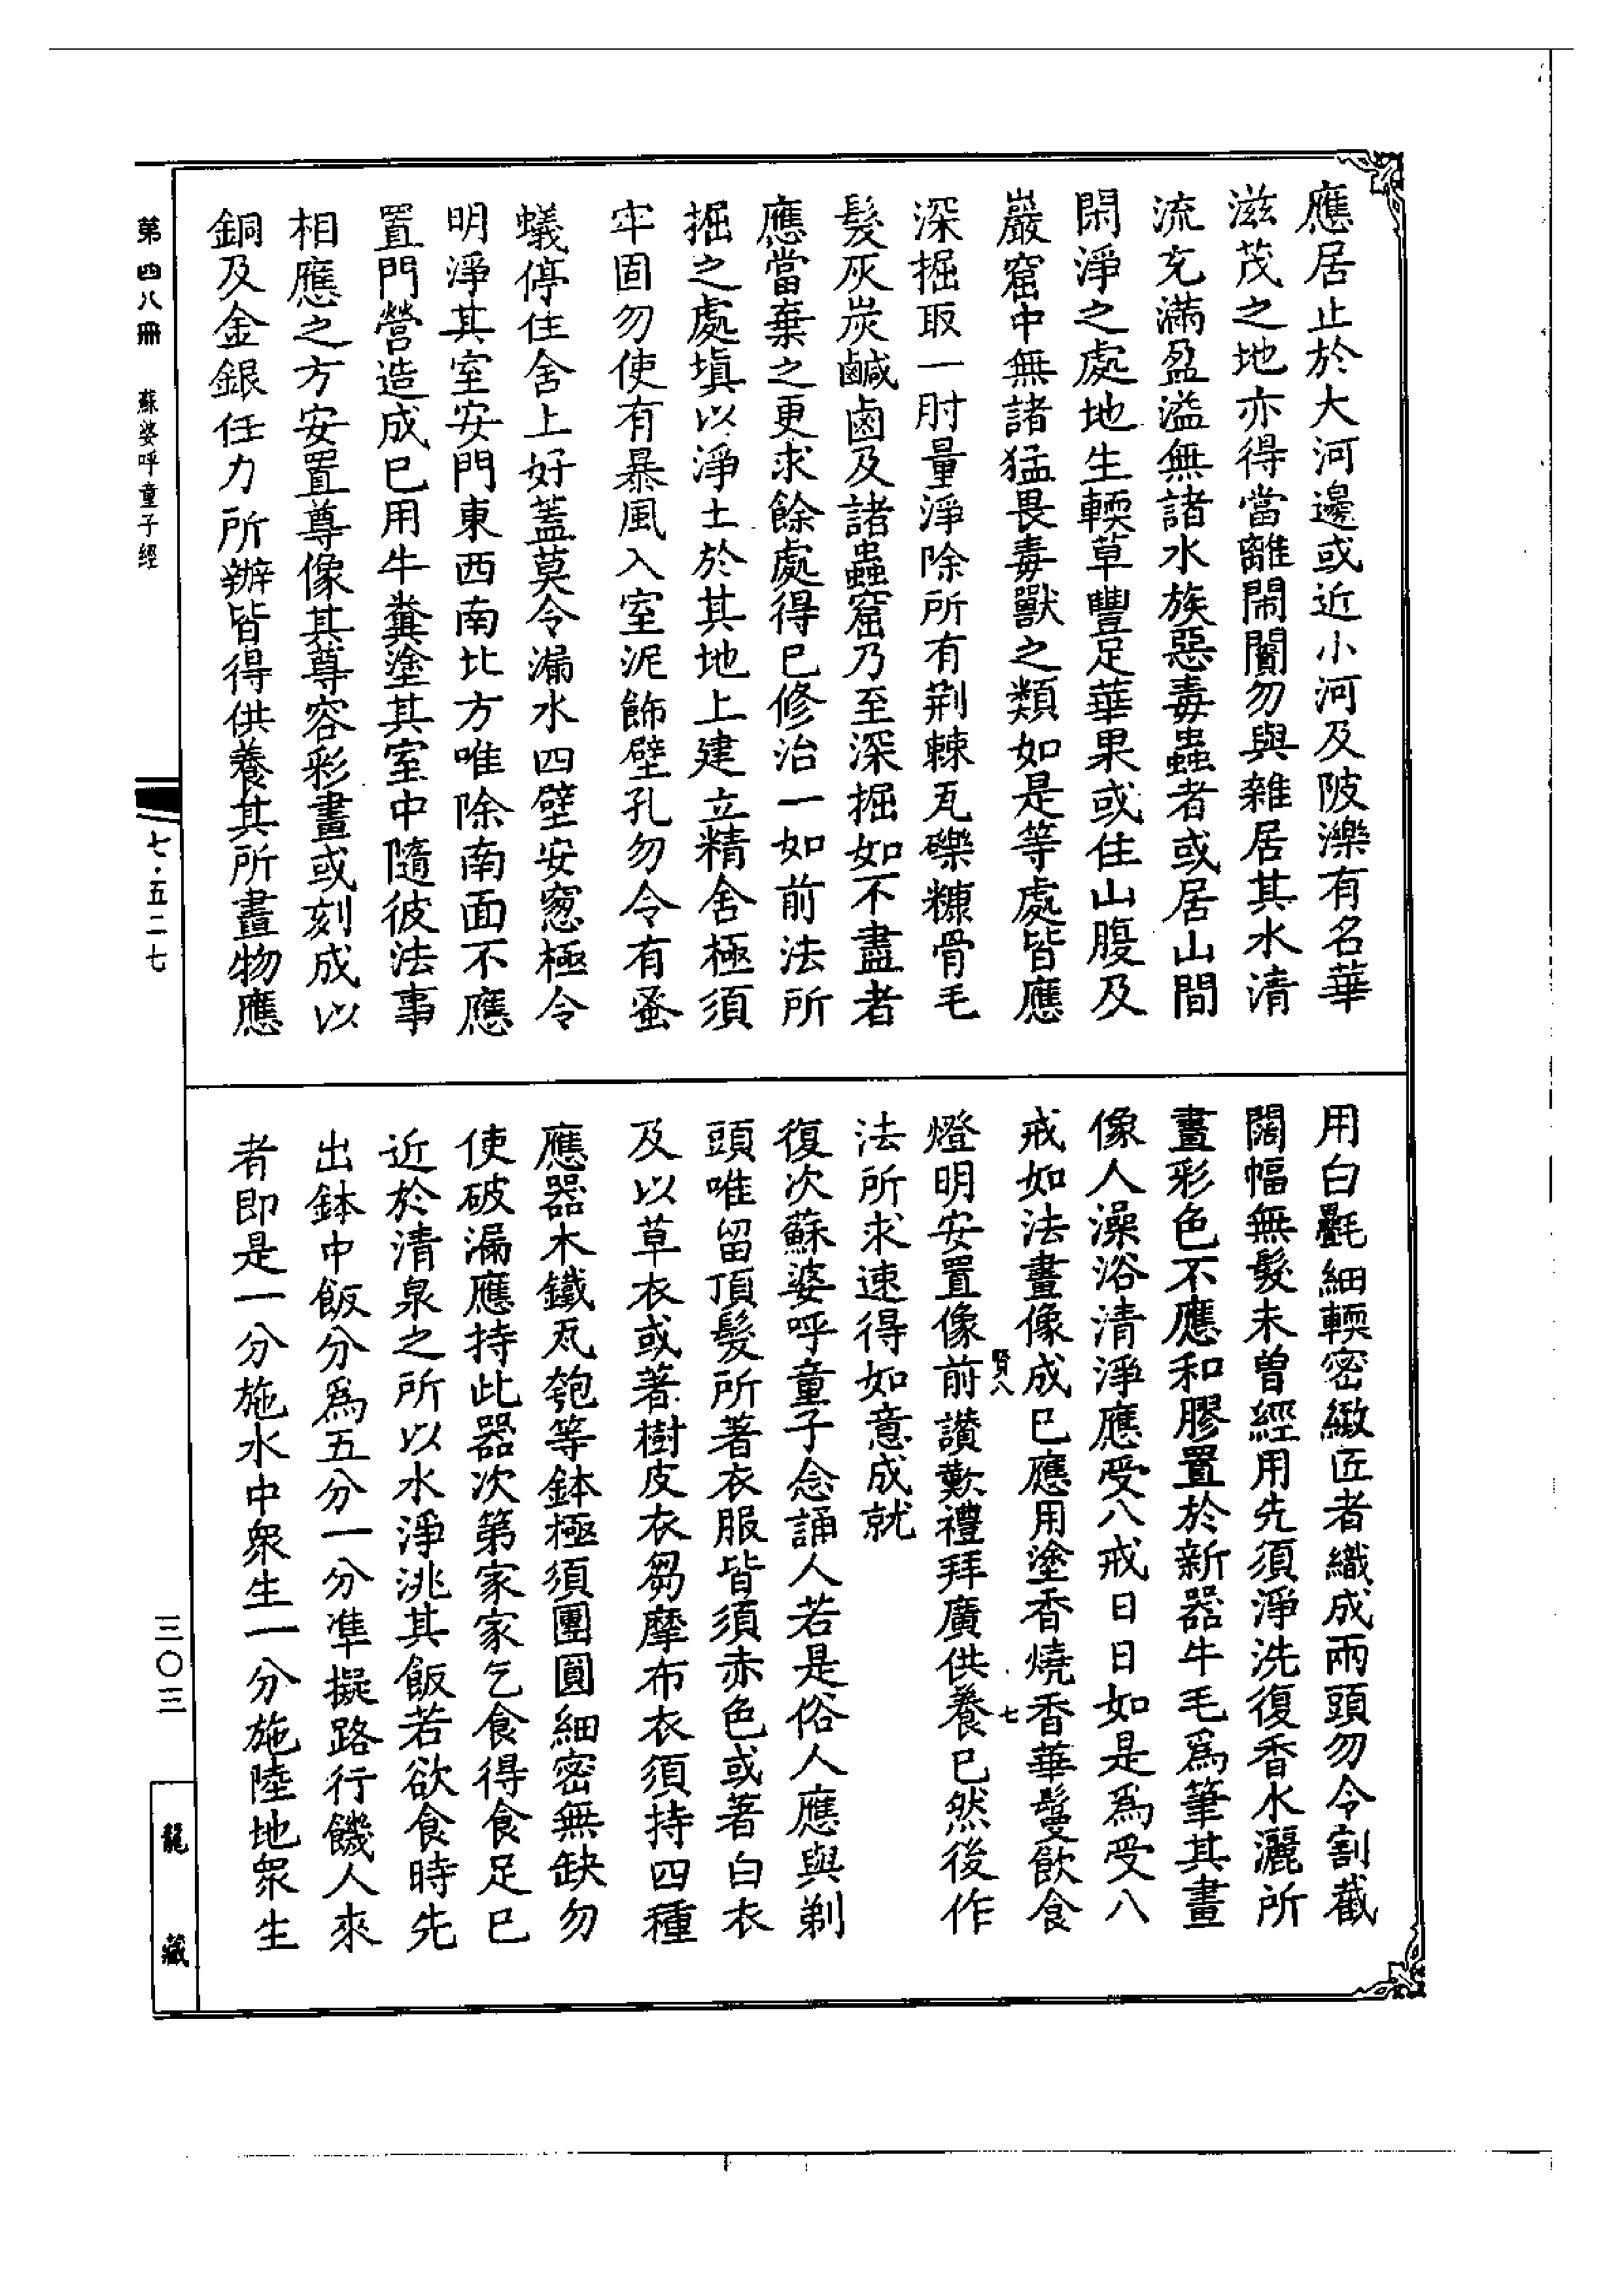 應居止於大河邊或近小河及陂濼有名華
滋茂之地亦得當離閙闠勿與雜居其水清
流充滿盈溢無諸水族惡毒蟲者或居山間
閑淨之處地生輭草豐足華果或住山腹及
巖窟中無諸猛畏毒獸之類如是等處皆應
深掘取一肘量淨除所有荆棘瓦礫糠骨毛
髮灰炭鹹鹵及諸蟲窟乃至深掘如不盡者
應當棄之更求餘處得已修治一如前法所
掘之處填以淨土於其地上建立精舍極須
牢固勿使有暴風入室泥飾壁孔勿令有蚤
蟻停住舍上好蓋莫令漏水四壁安窻極令
明淨其室安門東西南北方唯除南面不應
置門營造成已用牛糞塗其室中隨彼法事
相應之方安置尊像其尊容彩畫或刻成以
銅及金銀任力所辦皆得供養其所畫物應
用白㲲細輭密緻匠者織成兩頭勿令割截
闊幅無髮未曾經用先須淨洗復香水灑所
畫彩色不應和膠置於新器牛毛爲筆其畫
像人澡浴清淨應受八戒日日如是爲受八
戒如法畫像成已應用塗香燒香華鬘飲食
賢八
七
燈明安置像前讃歎禮拜廣供養已然後作
法所求速得如意成就
復次蘇婆呼童子念誦人若是俗人應與剃
頭唯留頂髮所著衣服皆須赤色或著白衣
及以草衣或著樹皮衣芻摩布衣須持四種
應器木鐵瓦匏等鉢極須團圓細密無缺勿
使破漏應持此器次第家家乞食得食足已
近於清泉之所以水淨洮其飯若欲食時先
出鉢中飯分爲五分一分準擬路行饑人來
者即是一分施水中衆生一分施陸地衆生
第四八冊
蘇婆呼童子經
七·五二七
三〇三
龍藏